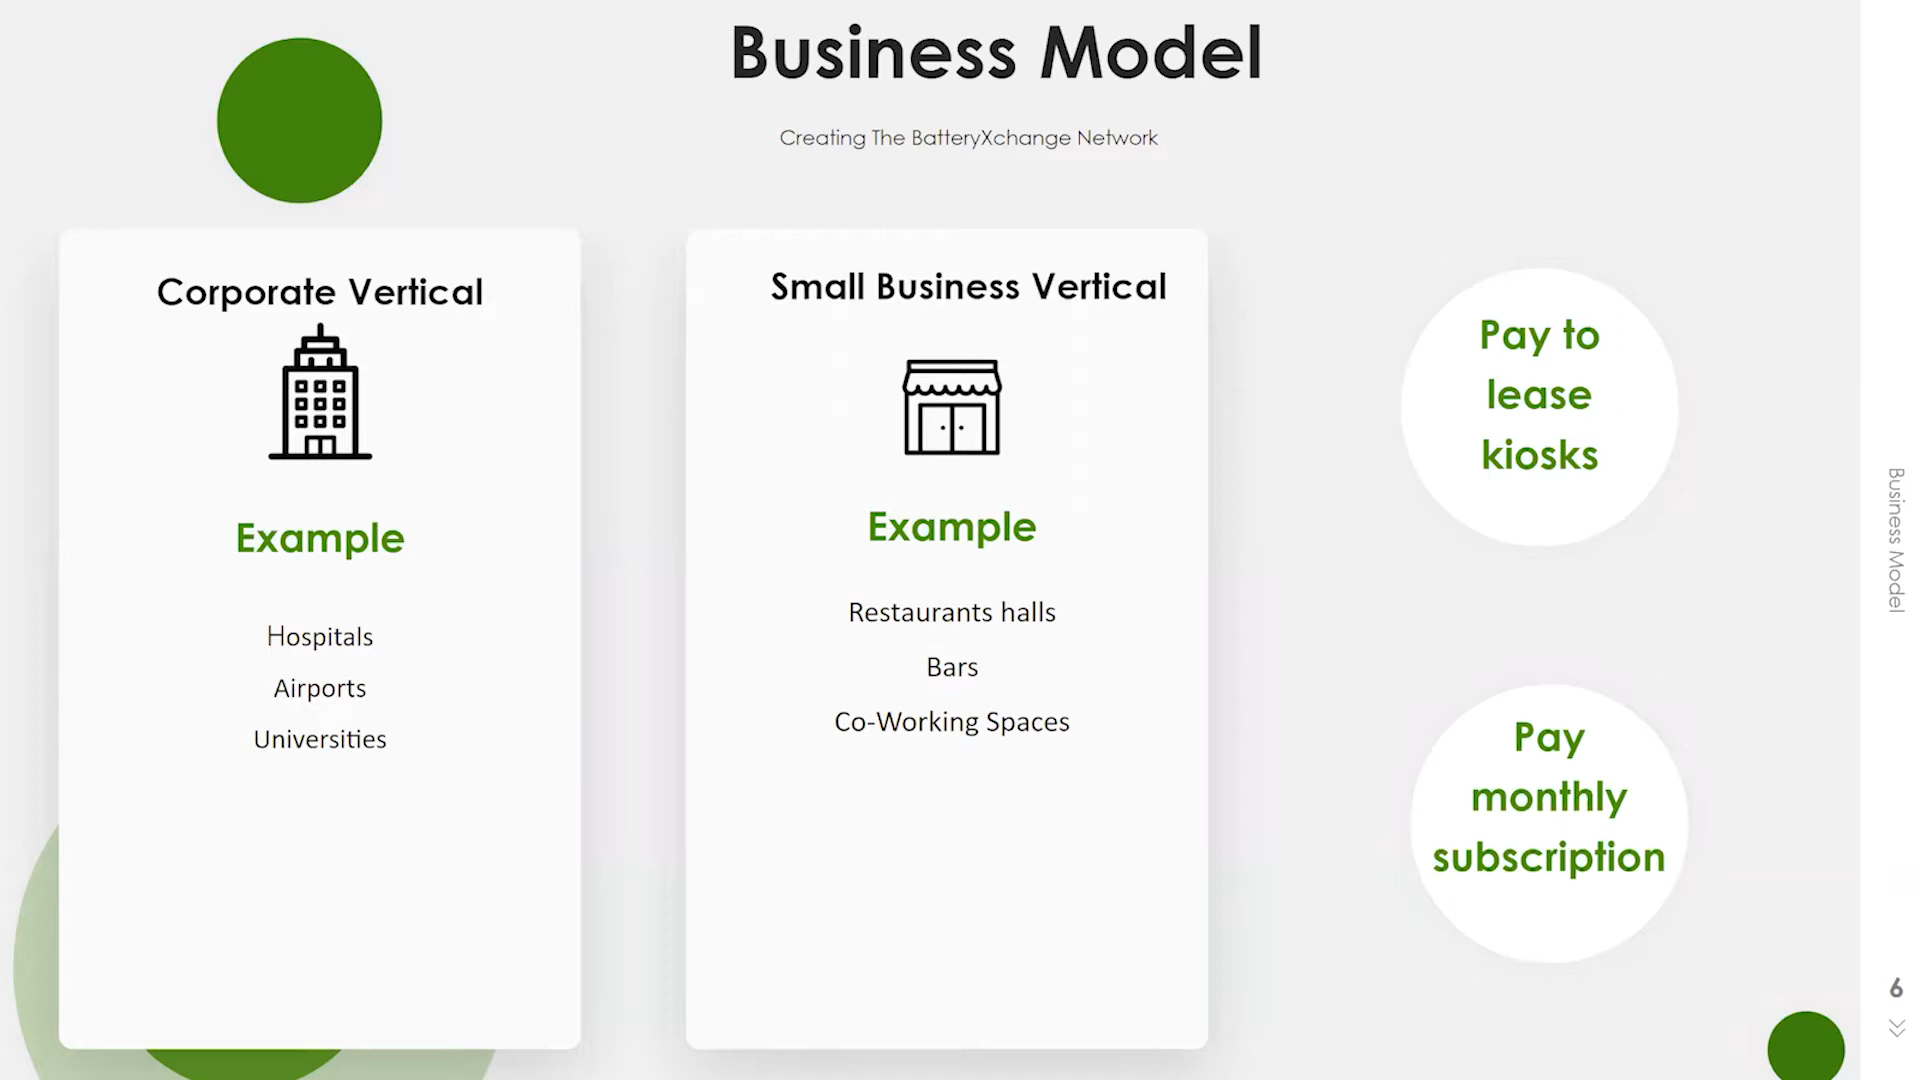 Business Model
Creating The BatteryXchange Network
Corporate Vertical
Example
Hospitals
Airports
Universities
Small Business Vertical
Example
Restaurants halls
Bars
Co-Working Spaces
Pay to
lease
kiosks
Pay
monthly
subscription
Business Model
6